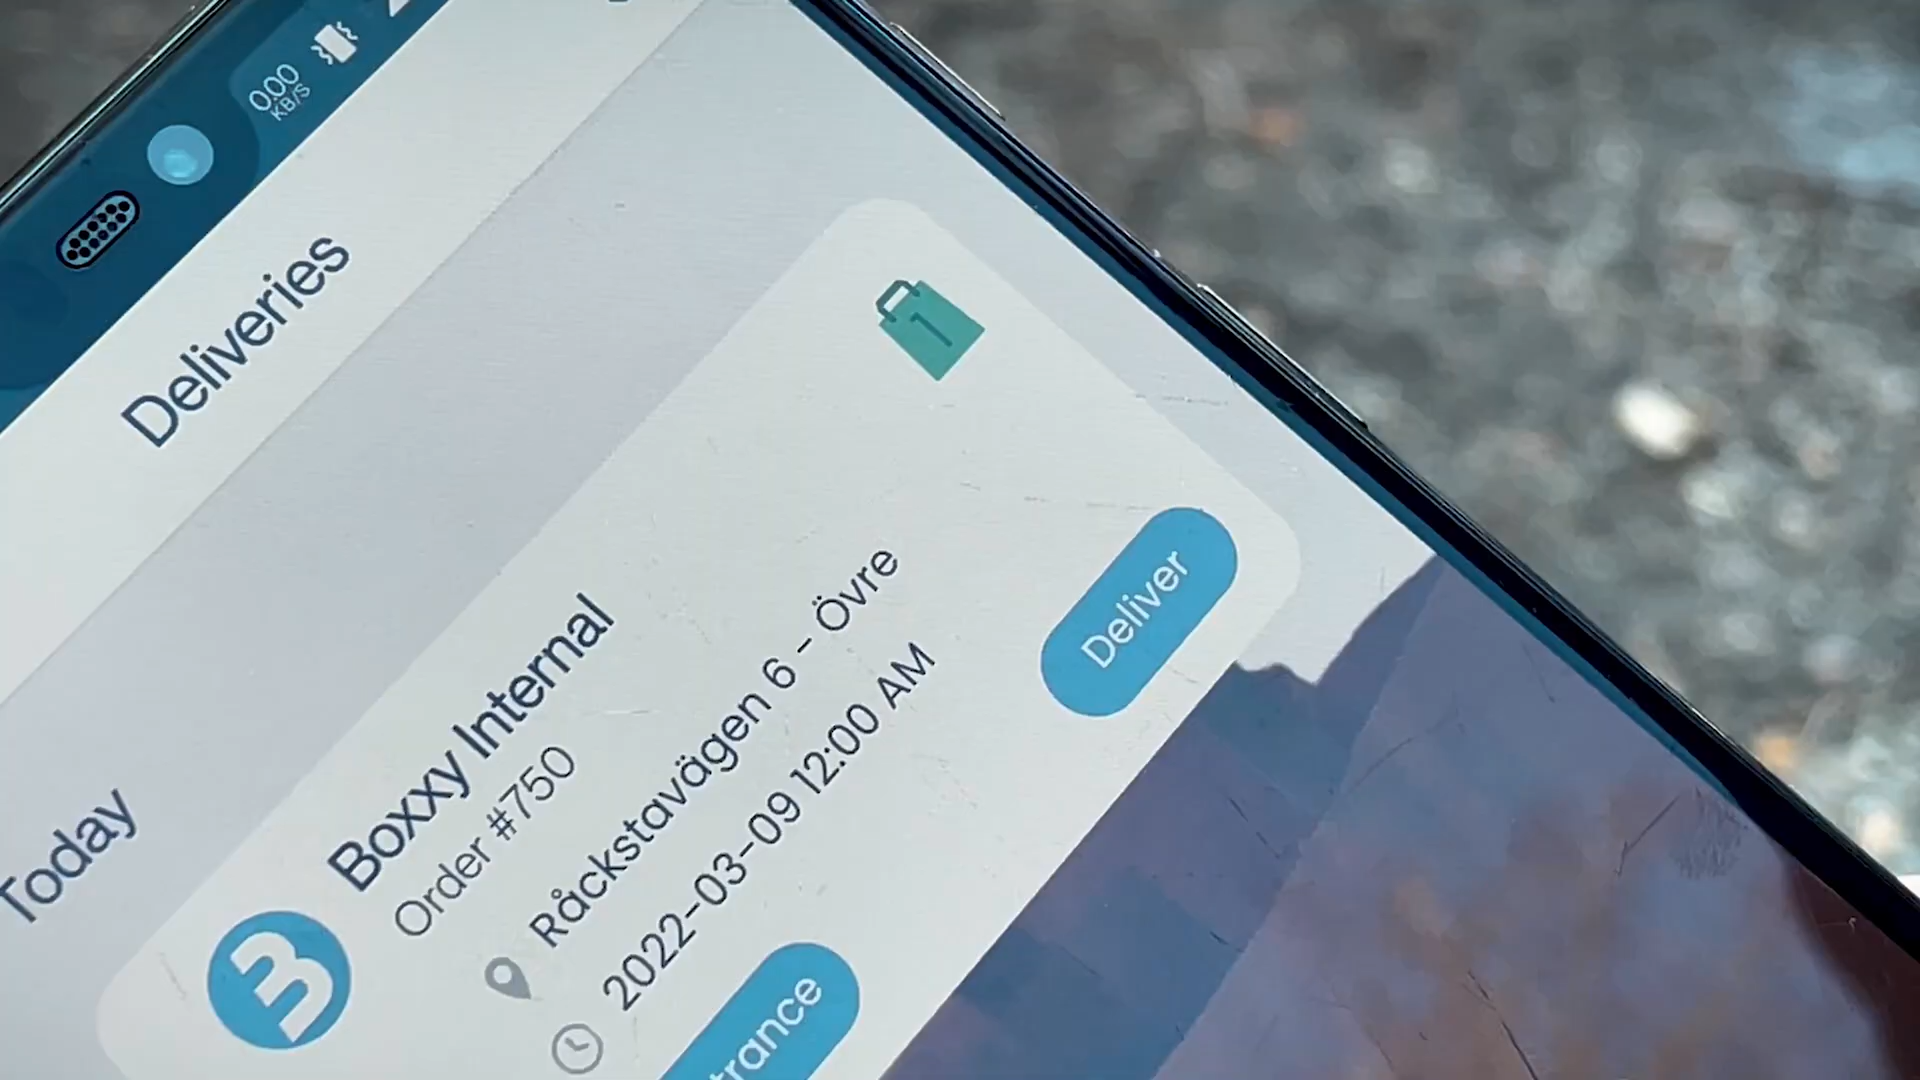 0.00
KB/S
Deliveries
Today
1
Boxxy Internal
Order #750
Råckstavägen 6 - Övre
2022-03-09 12:00 AM
Deliver
trance